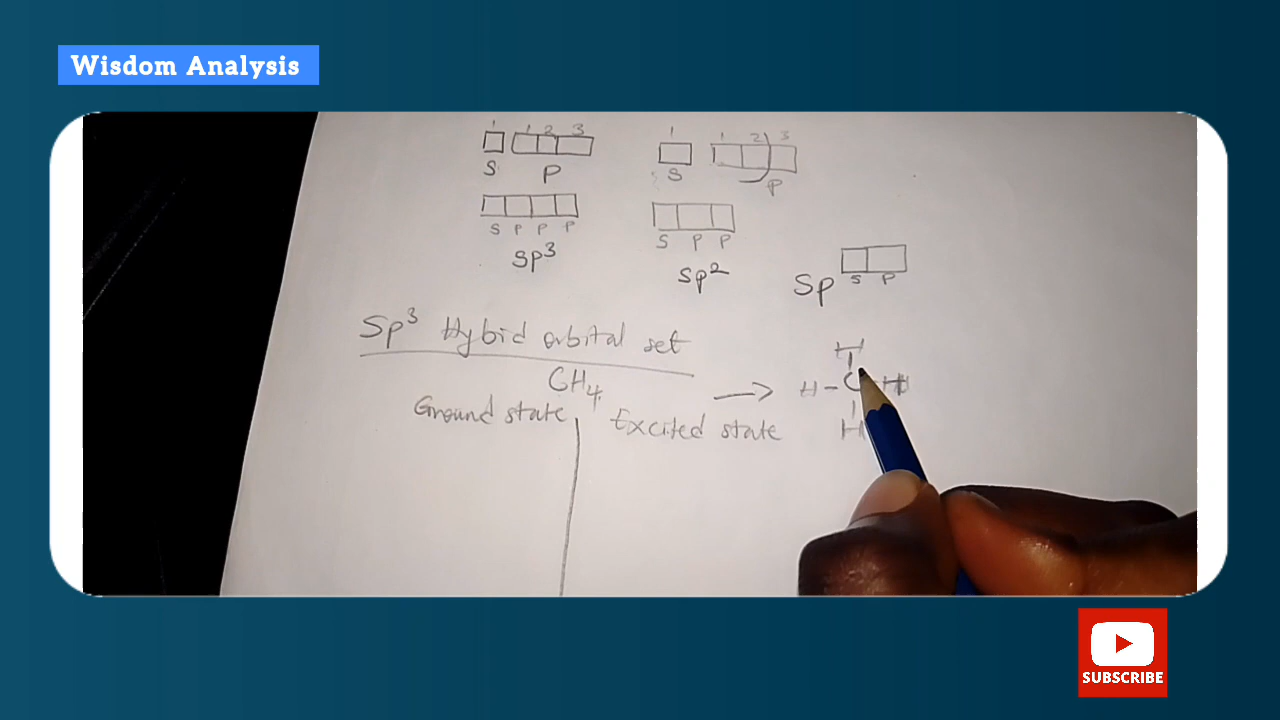 Wisdom Analysis
1 1 2 3
S P
S P P P
Sp³
1 1 2 3
S P
S P P
Sp²
Sp S P
Sp³ Hybrid orbital set
CH₄
Ground state
Excited state
H
H - C - H
H
SUBSCRIBE